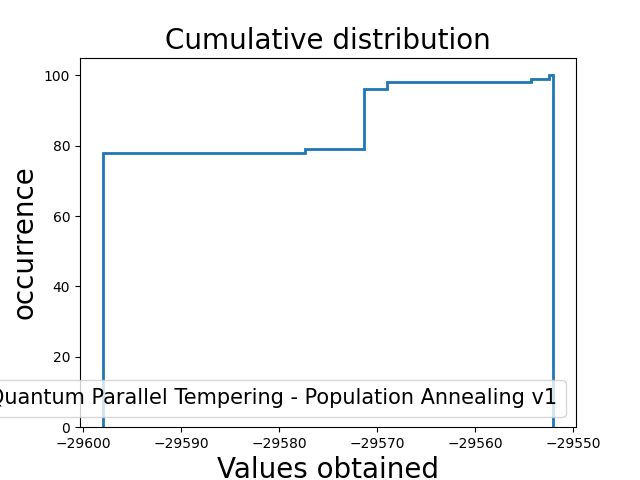 Cumulative distribution
occurrence
100
80
60
40
20
0
Parallel Tempering - Population Annealing v1
−29600 −29590 −29580 −29570 −29560 −29550
Values obtained